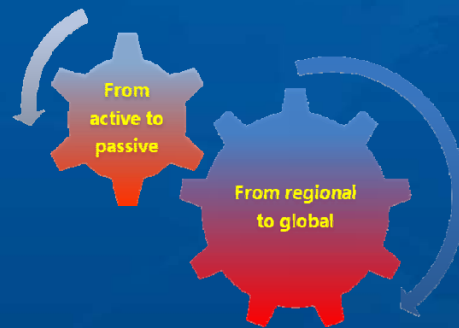 From
active to
passive
From regional
to global